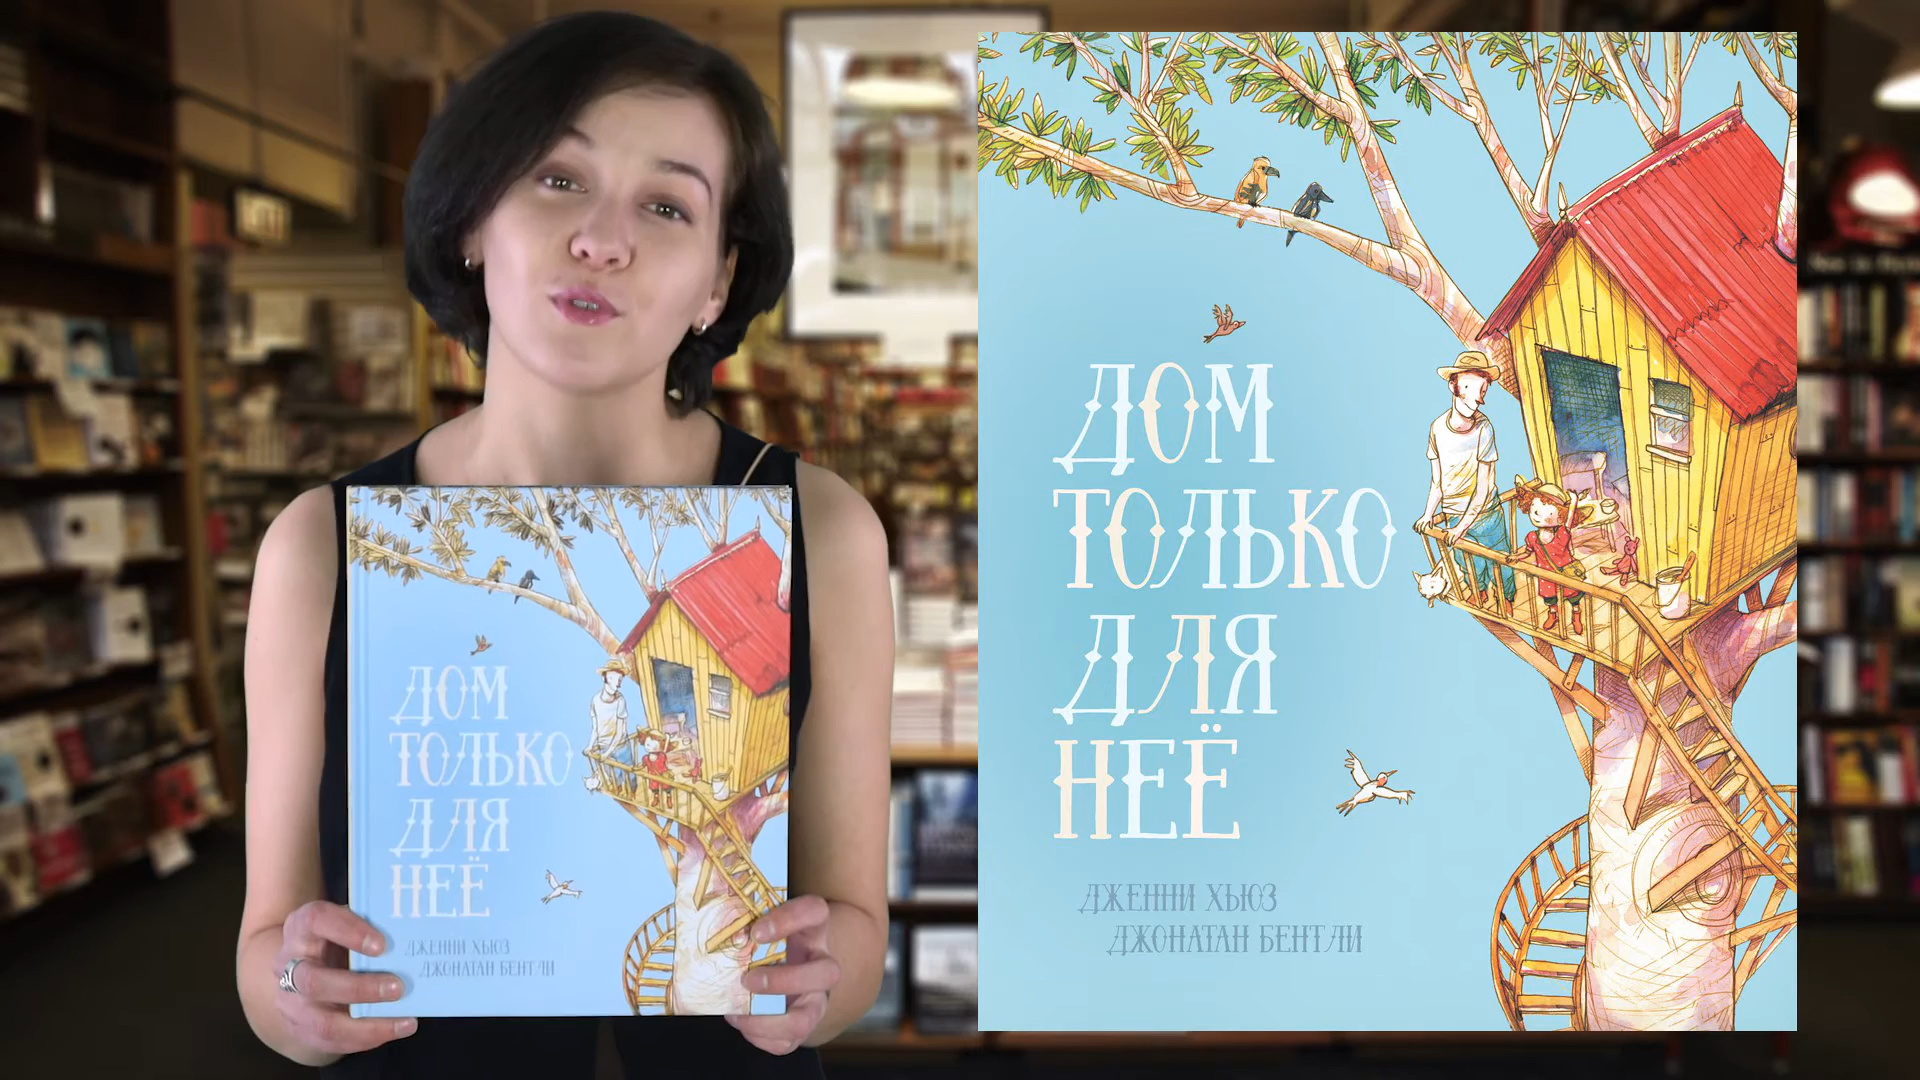 ДОМ
ТОЛЬКО
ДЛЯ
НЕЁ
ДЖЕННИ ХЬЮЗ
ДЖОНАТАН БЕНТЛИ
ДОМ
ТОЛЬКО
ДЛЯ
НЕЁ
ДЖЕННИ ХЬЮЗ
ДЖОНАТАН БЕНТЛИ